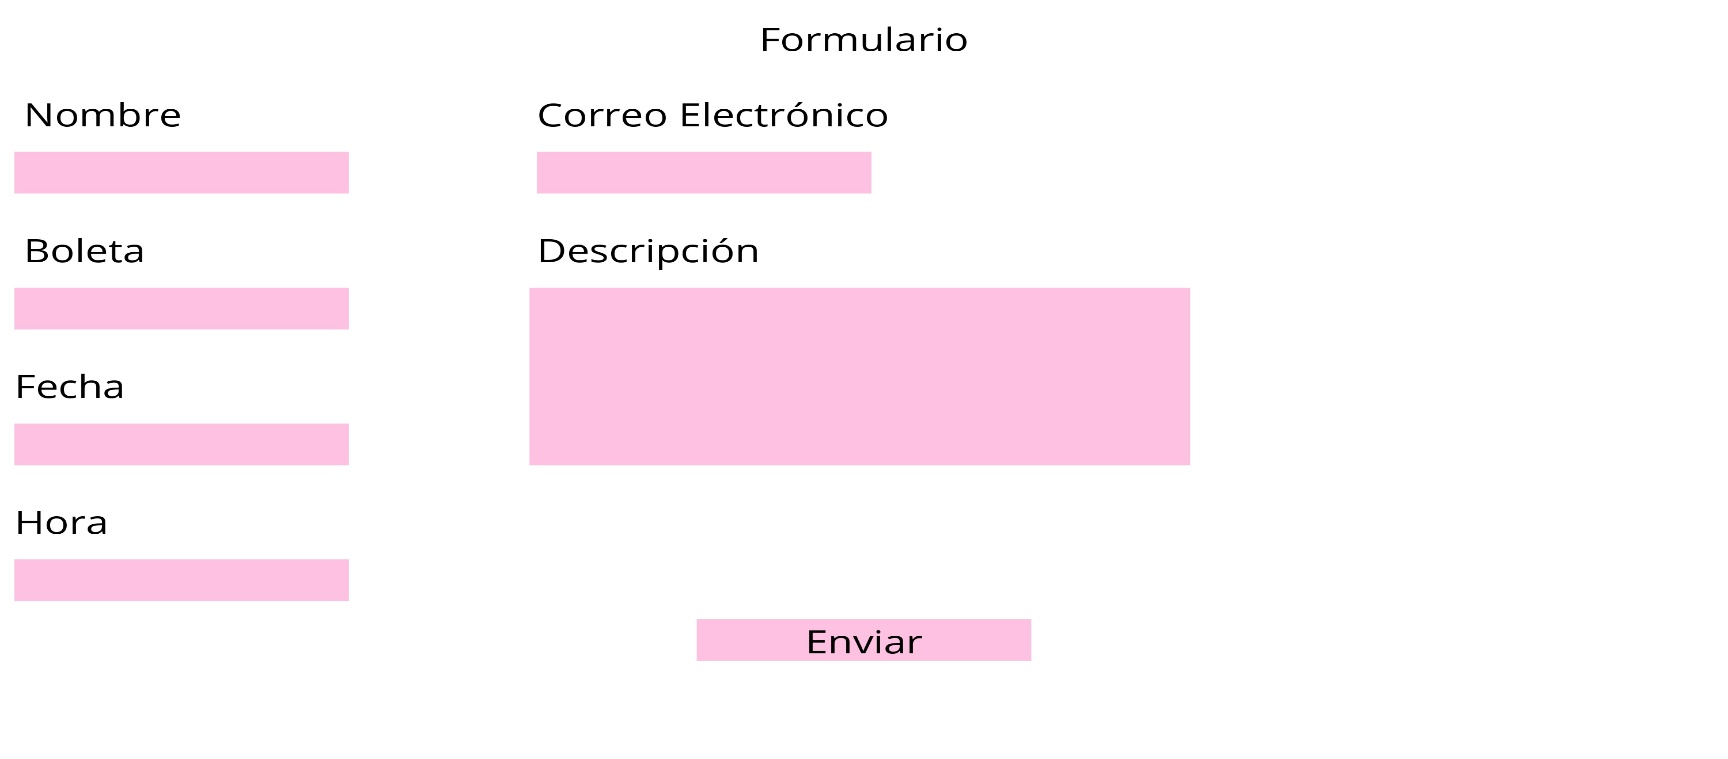 Formulario
Nombre
Correo Electrónico
Boleta
Descripción
Fecha
Hora
Enviar